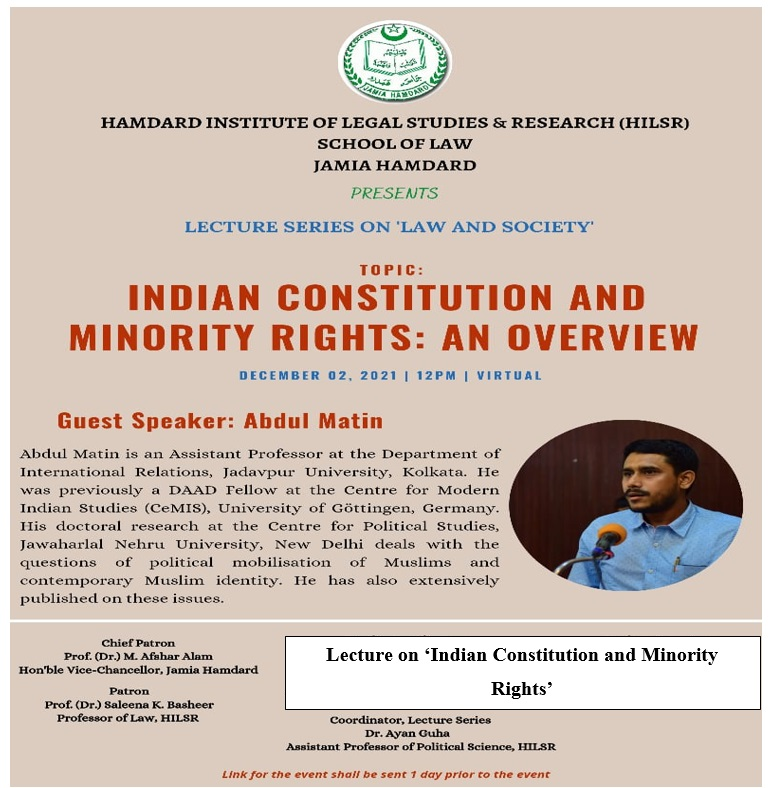 JAMIA HAMDARD
HAMDARD INSTITUTE OF LEGAL STUDIES & RESEARCH (HILSR)
SCHOOL OF LAW
JAMIA HAMDARD
PRESENTS
LECTURE SERIES ON 'LAW AND SOCIETY'
TOPIC:
INDIAN CONSTITUTION AND
MINORITY RIGHTS: AN OVERVIEW
DECEMBER 02, 2021 | 12PM | VIRTUAL
Guest Speaker: Abdul Matin
Abdul Matin is an Assistant Professor at the Department of
International Relations, Jadavpur University, Kolkata. He
was previously a DAAD Fellow at the Centre for Modern
Indian Studies (CeMIS), University of Göttingen, Germany.
His doctoral research at the Centre for Political Studies,
Jawaharlal Nehru University, New Delhi deals with the
questions of political mobilisation of Muslims and
contemporary Muslim identity. He has also extensively
published on these issues.
Chief Patron
Prof. (Dr.) M. Afshar Alam
Hon'ble Vice-Chancellor, Jamia Hamdard
Patron
Prof. (Dr.) Saleena K. Basheer
Professor of Law, HILSR
Lecture on ‘Indian Constitution and Minority
Rights’
Coordinator, Lecture Series
Dr. Ayan Guha
Assistant Professor of Political Science, HILSR
Link for the event shall be sent 1 day prior to the event